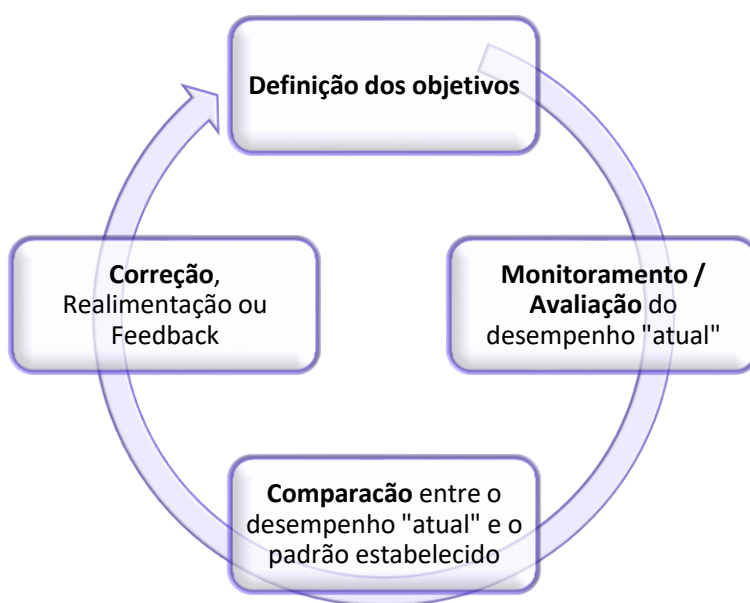 Definição dos objetivos
Monitoramento /
Avaliação do
desempenho "atual"
Comparacão entre o
desempenho "atual" e o
padrão estabelecido
Correção,
Realimentação ou
Feedback